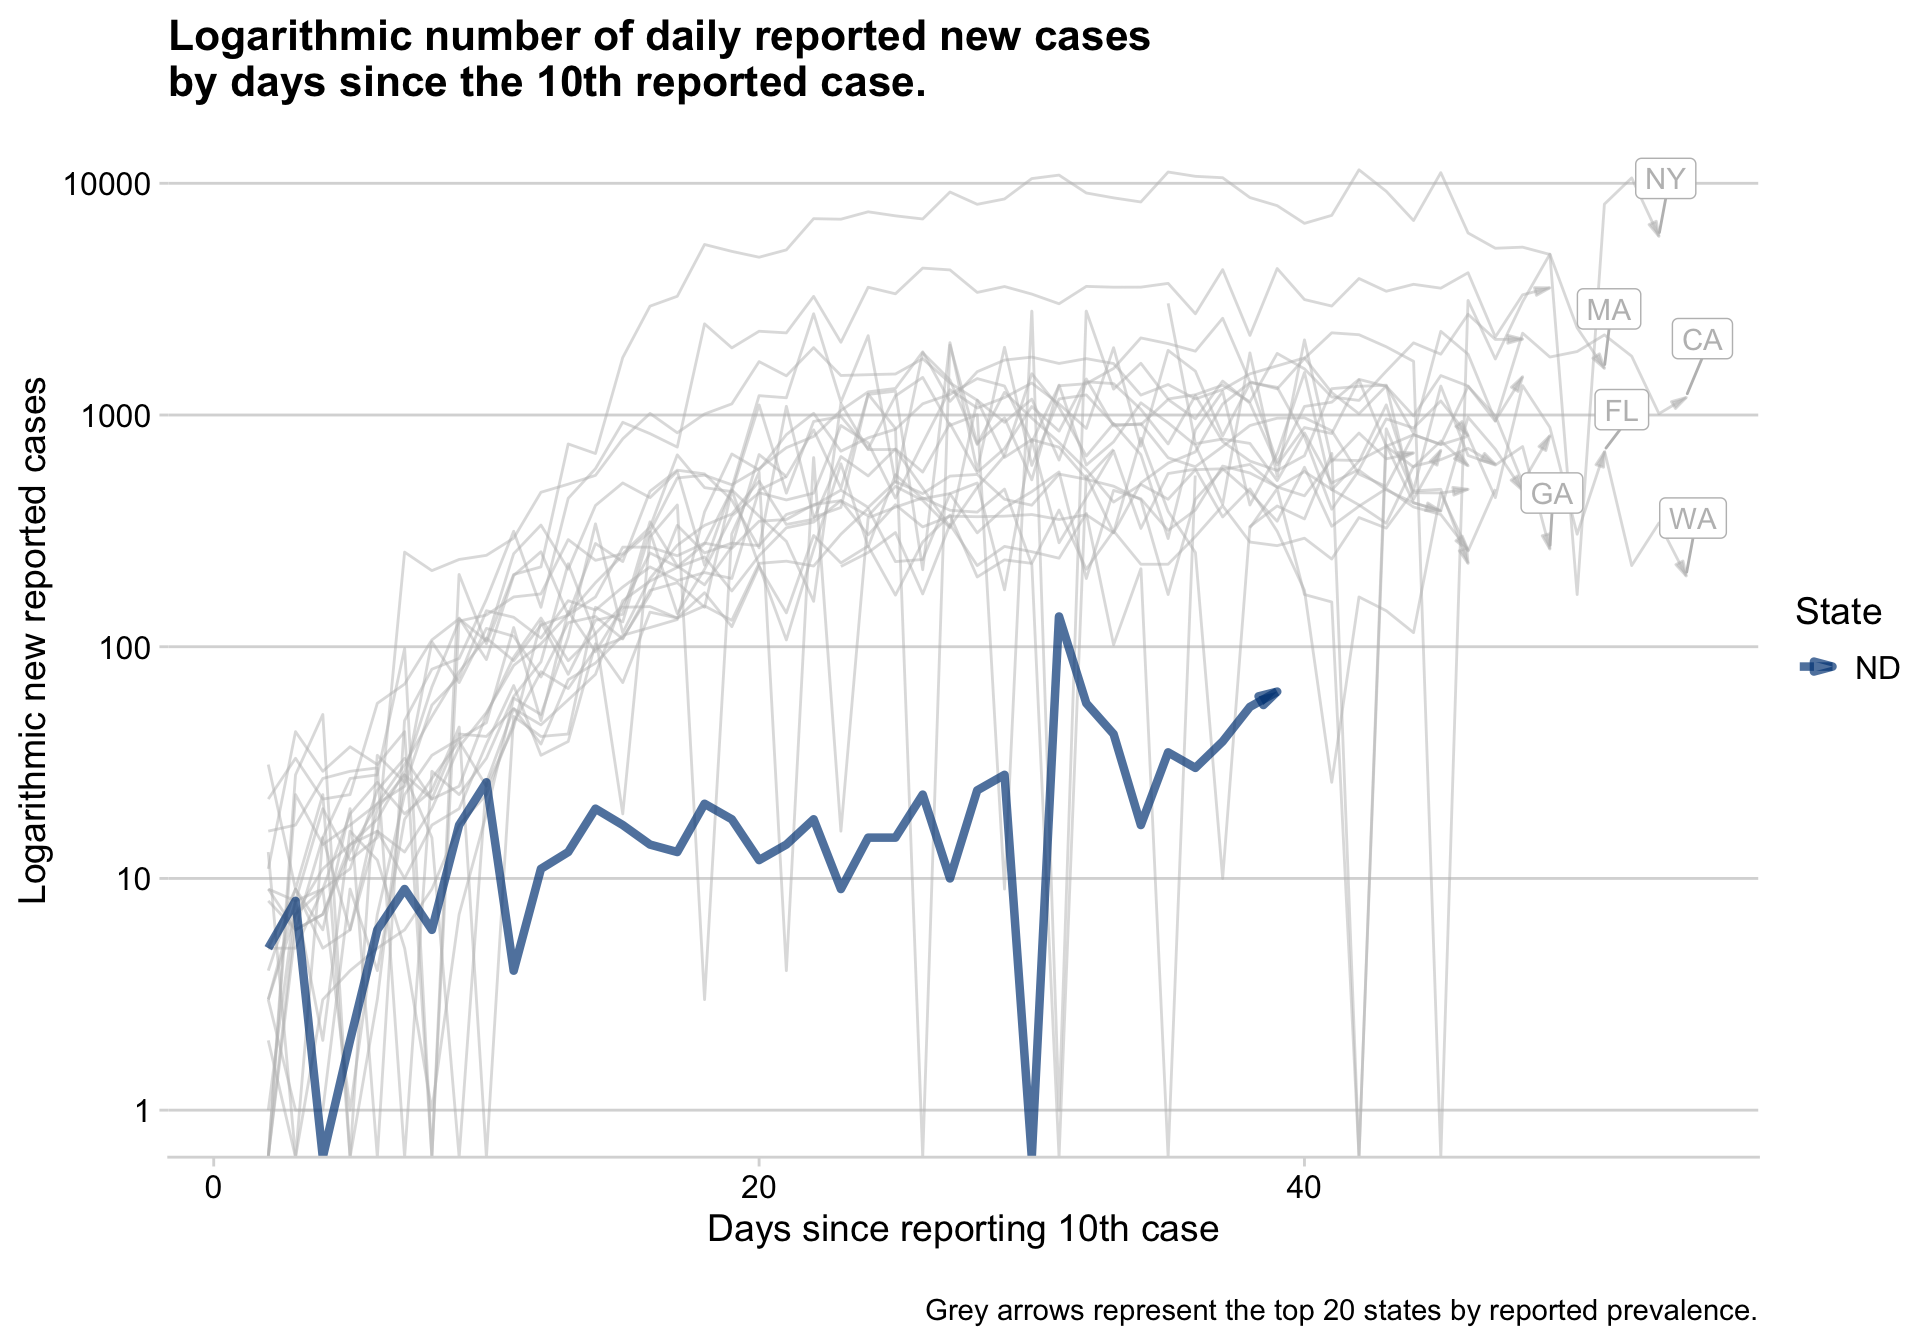 Logarithmic number of daily reported new cases
by days since the 10th reported case.
Logarithmic new reported cases
10000
1000
100
10
1
NY
MA
CA
FL
GA
WA
State
ND
0
20
40
Days since reporting 10th case
Grey arrows represent the top 20 states by reported prevalence.